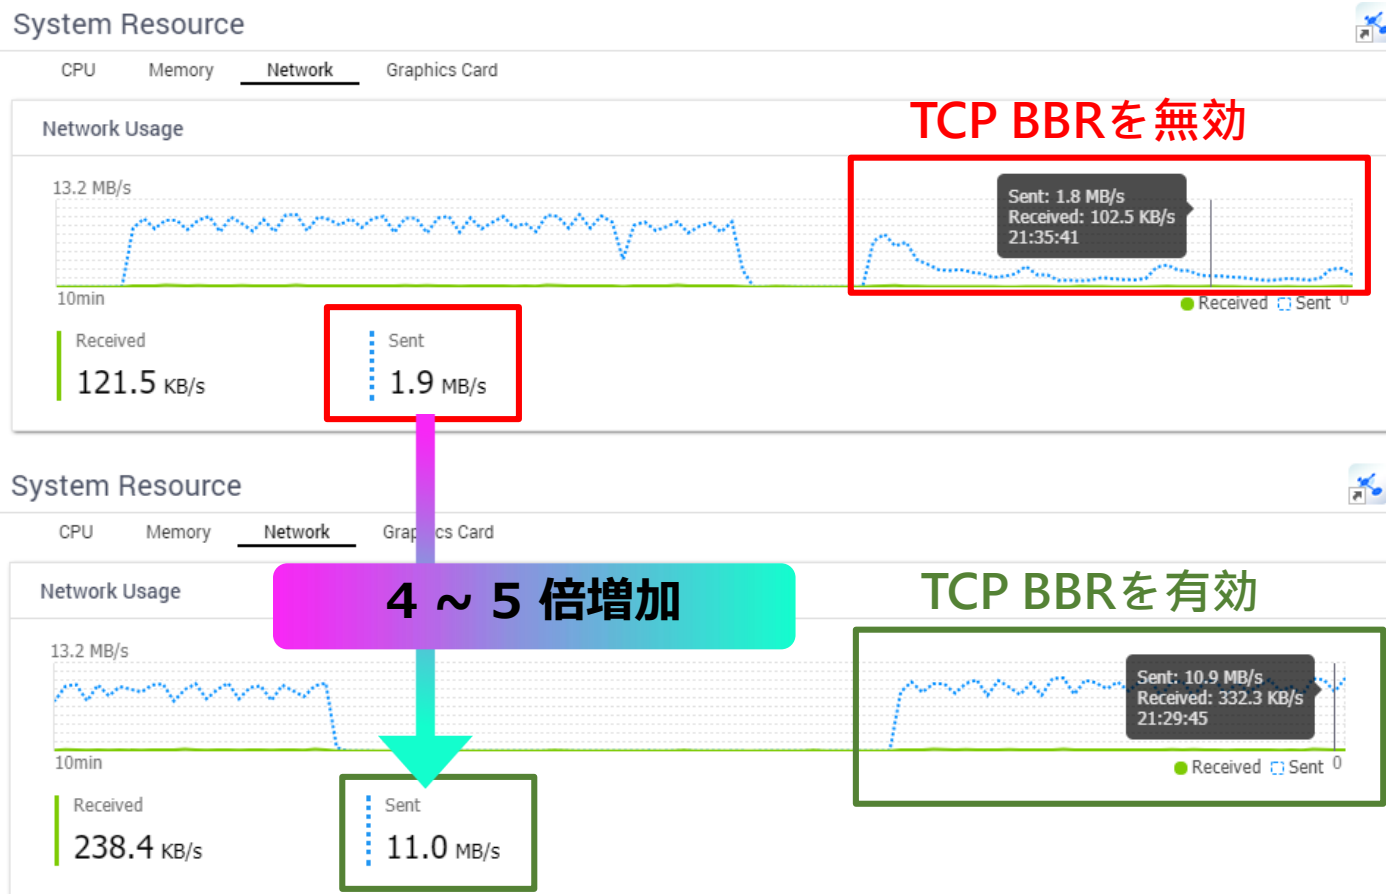 System Resource
CPU Memory Network Graphics Card
TCP BBRを無効
Network Usage
13.2 MB/s
Sent: 1.8 MB/s
Received: 102.5 KB/s
21:35:41
10min
Received Sent 0
Received
121.5 KB/s
Sent
1.9 MB/s
System Resource
CPU Memory Network Graphics Card
4 ~ 5 倍増加
TCP BBRを有効
Network Usage
13.2 MB/s
Sent: 10.9 MB/s
Received: 332.3 KB/s
21:29:45
10min
Received Sent 0
Received
238.4 KB/s
Sent
11.0 MB/s